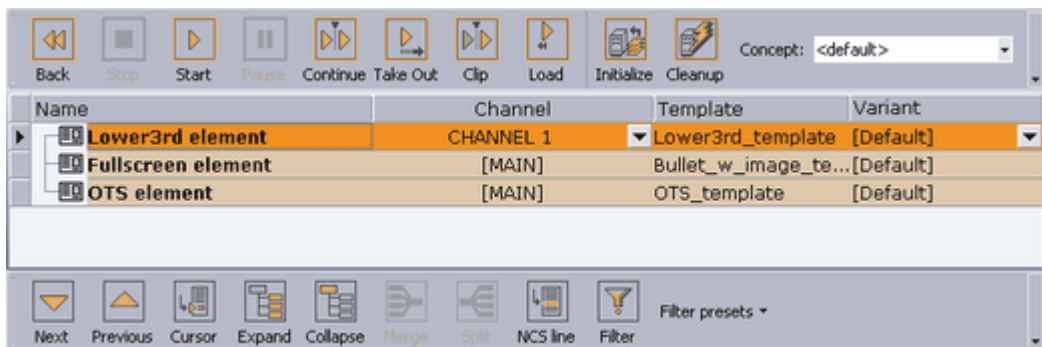 Back Stop Start Pause Continue Take Out Clip Load Initialize Cleanup Concept: <default>
Name Channel Template Variant
Lower3rd element CHANNEL 1 Lower3rd_template [Default]
Fullscreen element [MAIN] Bullet_w_image_te...[Default]
OTS element [MAIN] OTS_template [Default]
Next Previous Cursor Expand Collapse Merge Split NCS line Filter Filter presets